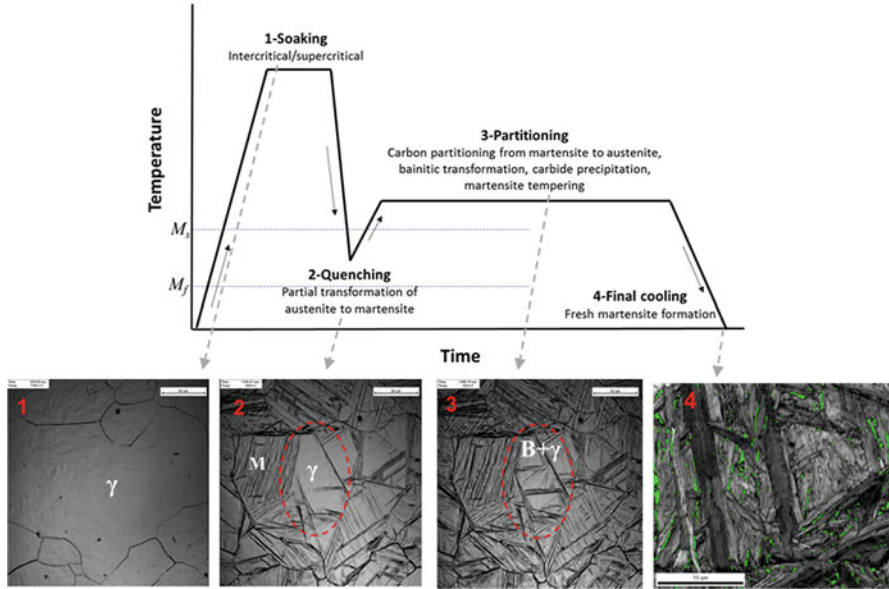 1-Soaking
Intercritical/supercritical
3-Partitioning
Carbon partitioning from martensite to austenite,
bainitic transformation, carbide precipitation,
martensite tempering
Temperature
Ms
Mf
2-Quenching
Partial transformation of
austenite to martensite
4-Final cooling
Fresh martensite formation
Time
1
γ
2
M
γ
3
B+γ
4
15 um